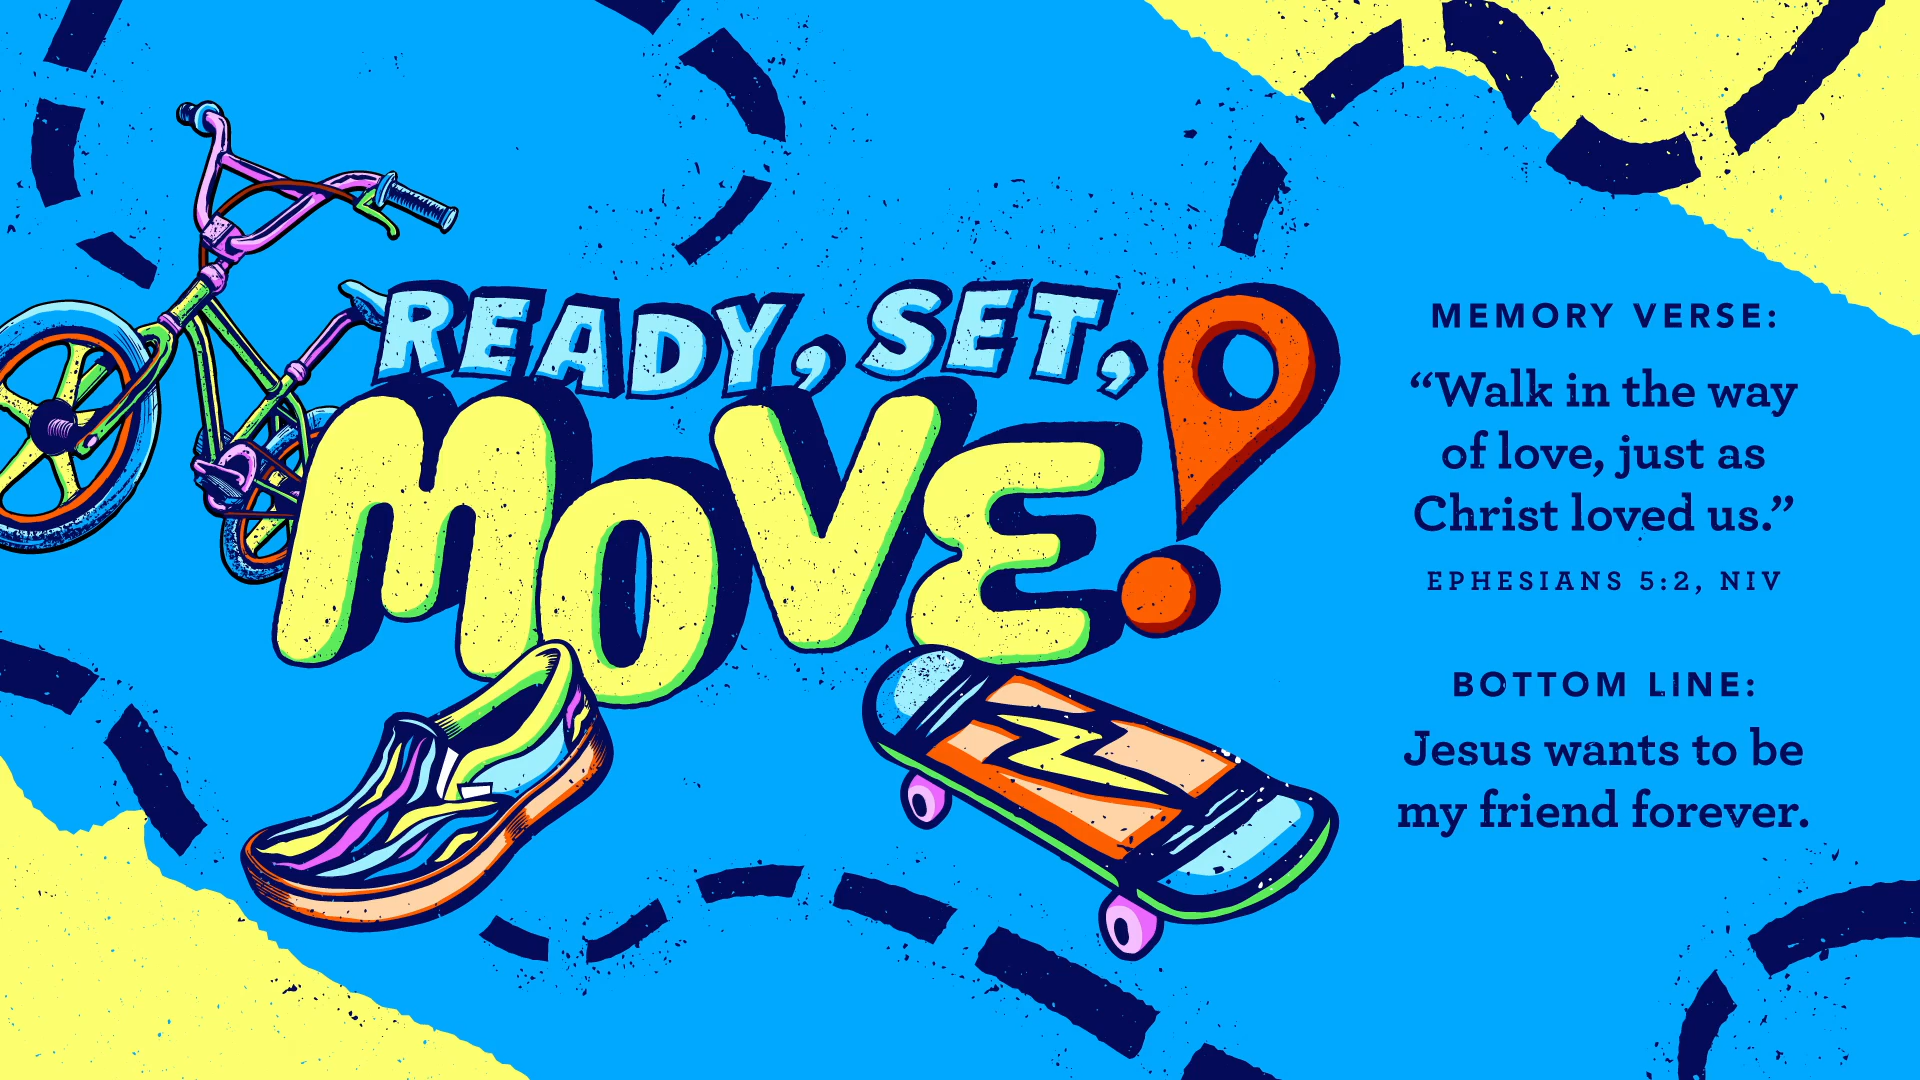 READY, SET,
MOVE!
MEMORY VERSE:
“Walk in the way
of love, just as
Christ loved us.”
EPHESIANS 5:2, NIV
BOTTOM LINE:
Jesus wants to be
my friend forever.